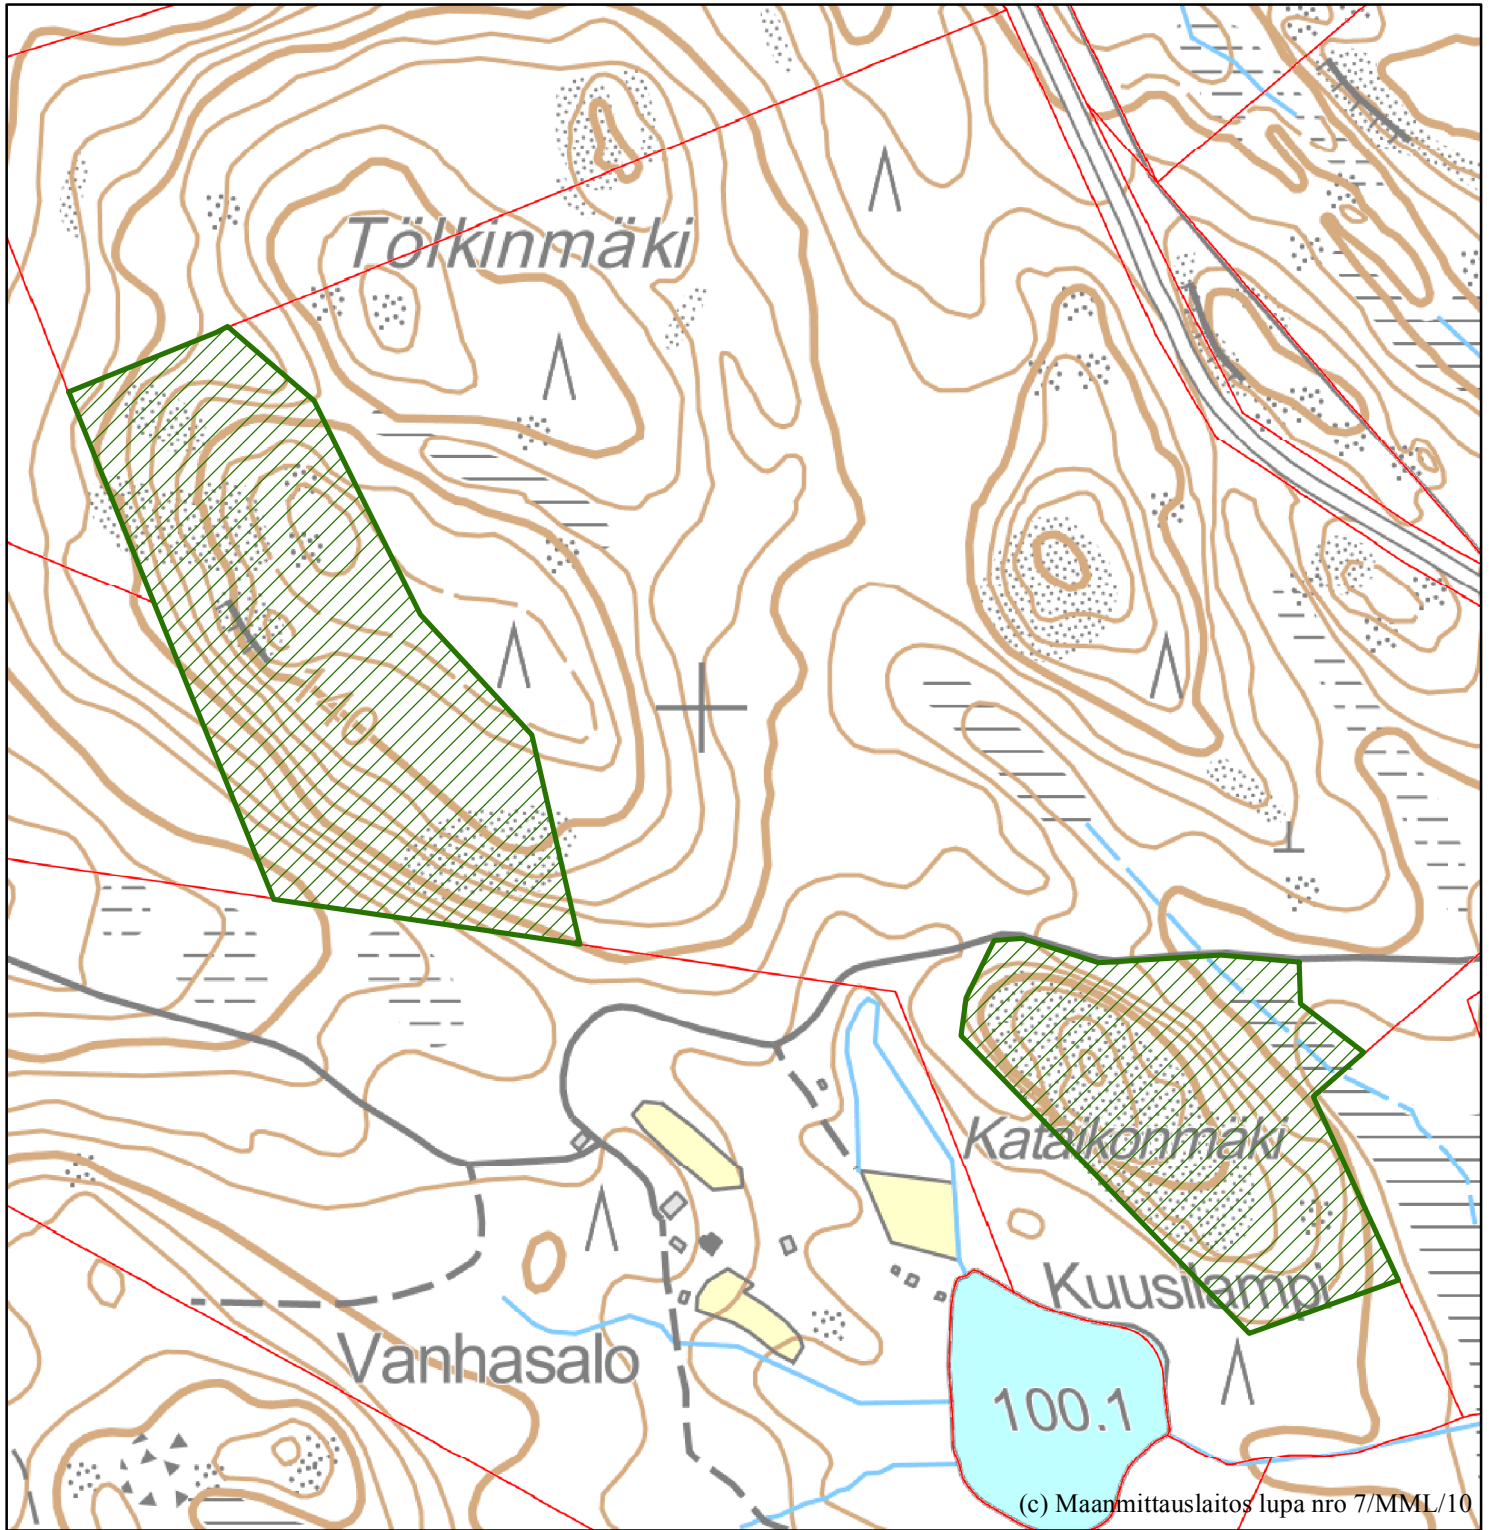 Tölkinmäki
140
Kataikonmäki
Kuusilampi
Vanhasalo
100.1
(c) Maanmittauslaitos lupa nro 7/MML/10